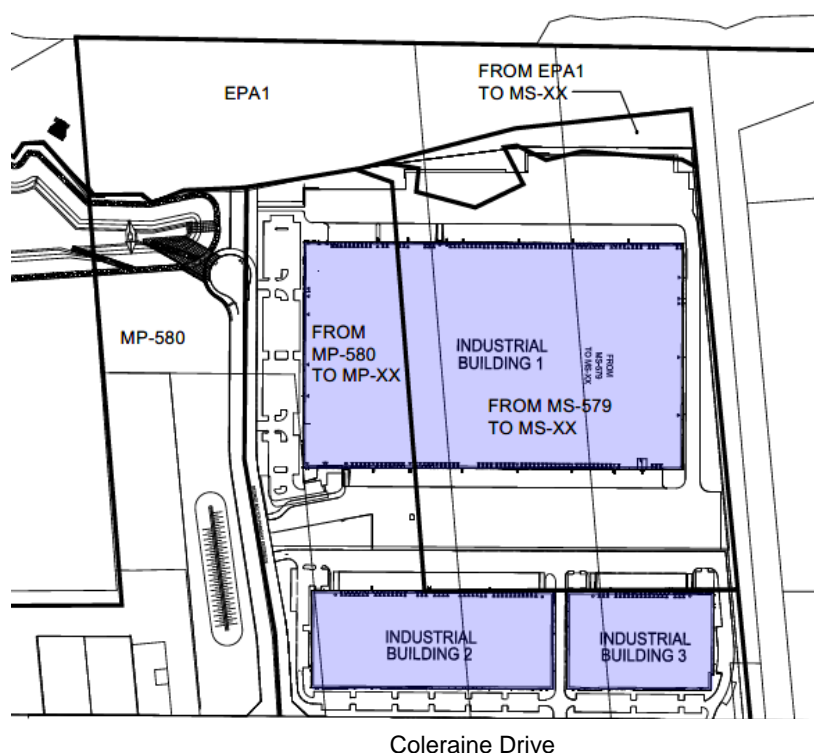 FROM EPA1
TO MS-XX
EPA1
MP-580
FROM
MP-580
TO MP-XX
INDUSTRIAL
BUILDING 1
FROM
MS-579
TO MS-XX
FROM MS-579
TO MS-XX
INDUSTRIAL
BUILDING 2
INDUSTRIAL
BUILDING 3
Coleraine Drive